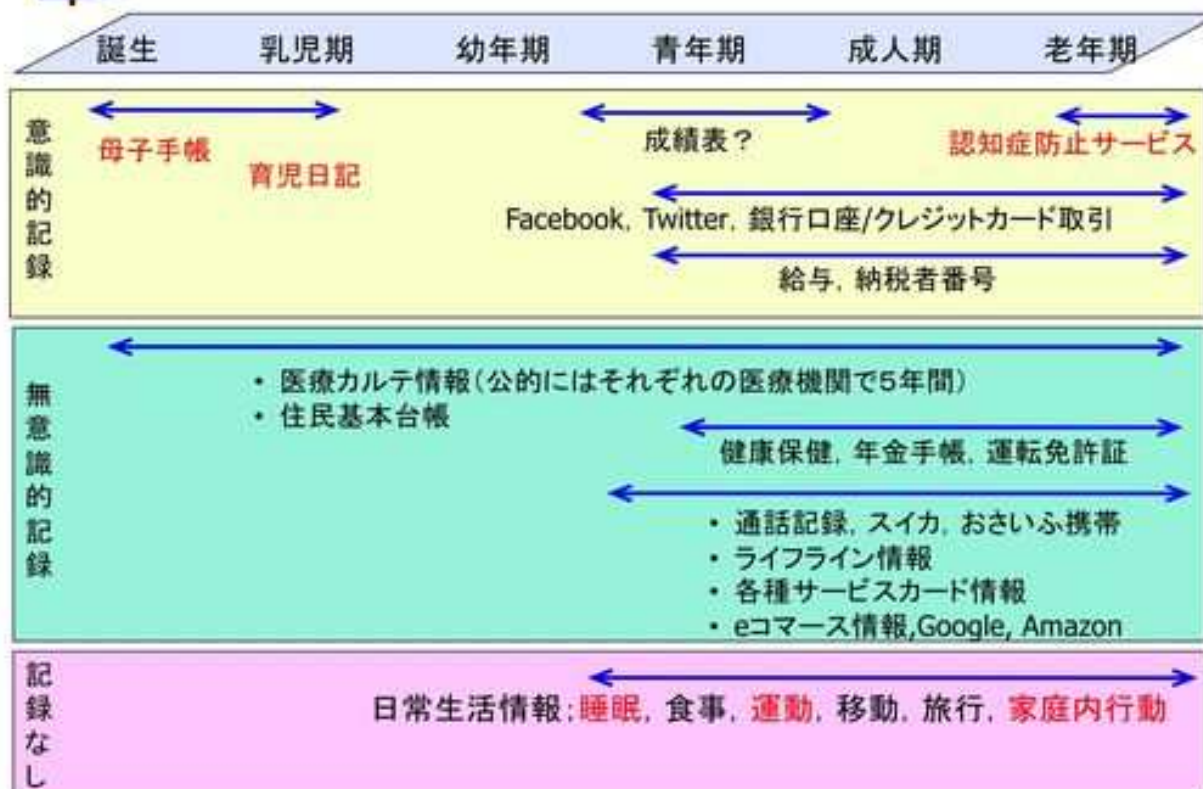 誕生 乳児期 幼年期 青年期 成人期 老年期
意識的記録
母子手帳
育児日記
成績表？
認知症防止サービス
Facebook, Twitter, 銀行口座/クレジットカード取引
給与, 納税者番号
無意識的記録
・ 医療カルテ情報（公的にはそれぞれの医療機関で５年間）
・ 住民基本台帳
健康保健, 年金手帳, 運転免許証
・ 通話記録, スイカ, おさいふ携帯
・ ライフライン情報
・ 各種サービスカード情報
・ eコマース情報,Google, Amazon
記録なし
日常生活情報;睡眠, 食事, 運動, 移動, 旅行, 家庭内行動